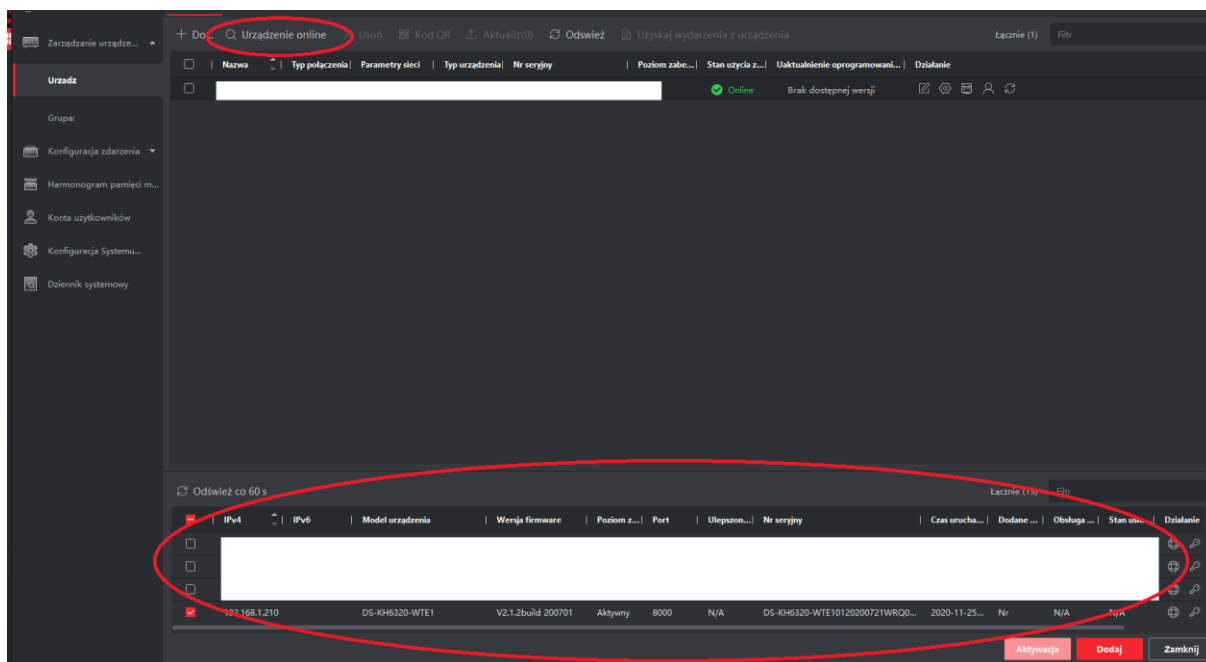 Zarządzanie urządze...
Urzadz
Grupa:
Konfiguracja zdarzenia
Harmonogram pamięci m...
Konta użytkowników
Konfiguracja Systemu...
Dziennik systemowy
Do... Urządzenie online Usuń Kod QR Aktualiz(0) Odswież Uzyskaj wydarzenia z urządzenia Łącznie (1) Filtr
Nazwa | Typ połączenia | Parametry sieci | Typ urządzenia | Nr seryjny | Poziom zabe... | Stan użycia z... | Uaktualnienie oprogramowani... | Działanie
Online Brak dostępnej wersji
Odśwież co 60 s Łącznie (15) Filtr
IPv4 | IPv6 | Model urządzenia | Wersja firmware | Poziom z... | Port | Ulepszon... | Nr seryjny | Czas urucha... | Dodane ... | Obsługa ... | Stan usłu... | Działanie
192.168.1.210 DS-KH6320-WTE1 V2.1.2build 200701 Aktywny 8000 N/A DS-KH6320-WTE10120200721WRQ0... 2020-11-25... Nr N/A N/A
Aktywacja Dodaj Zamknij